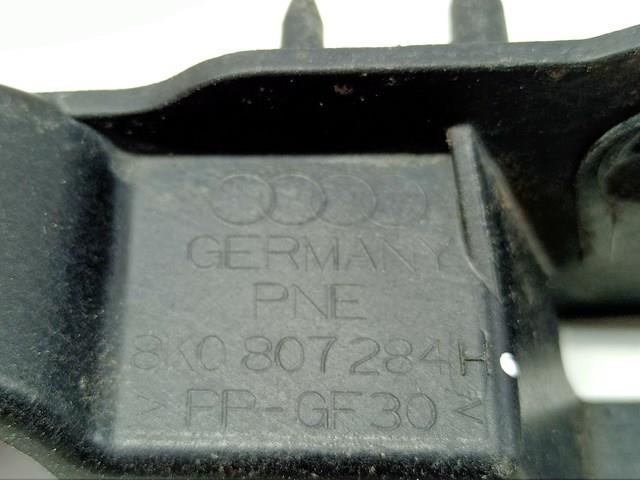 GERMANY
PNE
8K0 807 284 H
> PP-GF30 <